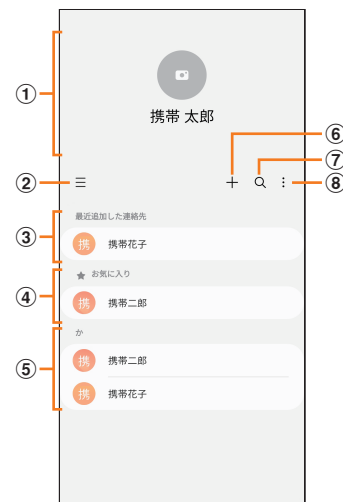 ①
携帯 太郎
⑥
⑦
②
⑧
最近追加した連絡先
③
携 携帯花子
お気に入り
④
携 携帯二郎
か
携 携帯二郎
⑤
携 携帯花子